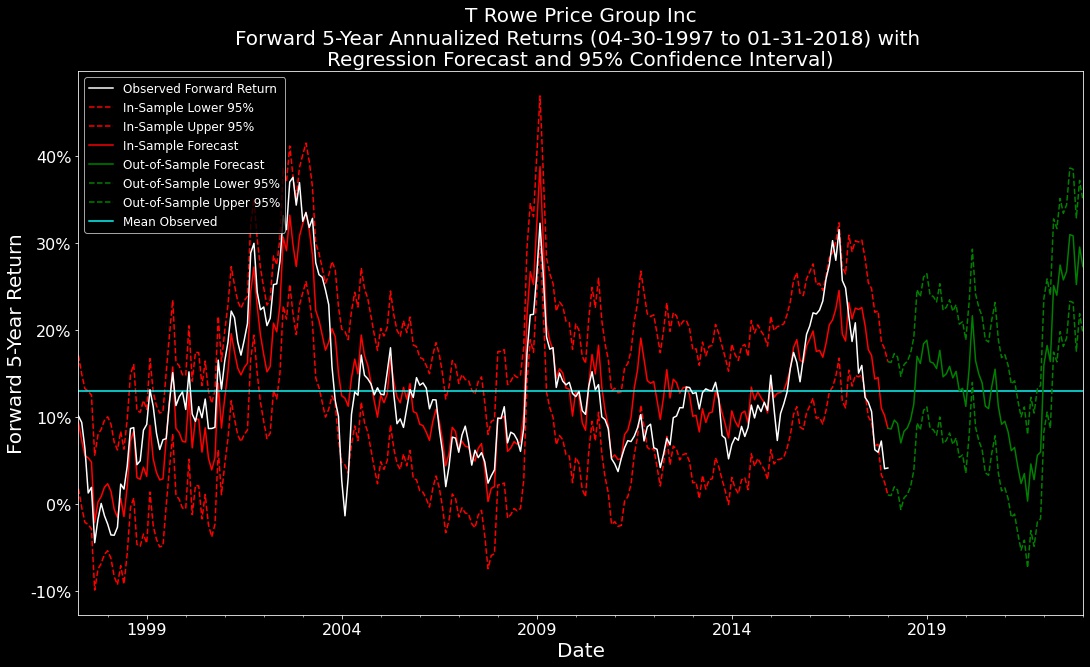 T Rowe Price Group Inc
Forward 5-Year Annualized Returns (04-30-1997 to 01-31-2018) with
Regression Forecast and 95% Confidence Interval)
Observed Forward Return
In-Sample Lower 95%
In-Sample Upper 95%
In-Sample Forecast
Out-of-Sample Forecast
Out-of-Sample Lower 95%
Out-of-Sample Upper 95%
Mean Observed
Forward 5-Year Return
40%
30%
20%
10%
0%
-10%
1999
2004
2009
2014
2019
Date